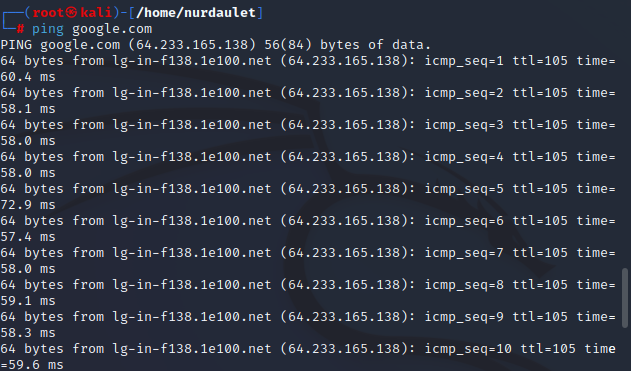 ┌──(root㉿kali)-[/home/nurdaulet]
└─# ping google.com
PING google.com (64.233.165.138) 56(84) bytes of data.
64 bytes from lg-in-f138.1e100.net (64.233.165.138): icmp_seq=1 ttl=105 time=
60.4 ms
64 bytes from lg-in-f138.1e100.net (64.233.165.138): icmp_seq=2 ttl=105 time=
58.1 ms
64 bytes from lg-in-f138.1e100.net (64.233.165.138): icmp_seq=3 ttl=105 time=
58.0 ms
64 bytes from lg-in-f138.1e100.net (64.233.165.138): icmp_seq=4 ttl=105 time=
58.0 ms
64 bytes from lg-in-f138.1e100.net (64.233.165.138): icmp_seq=5 ttl=105 time=
72.9 ms
64 bytes from lg-in-f138.1e100.net (64.233.165.138): icmp_seq=6 ttl=105 time=
57.4 ms
64 bytes from lg-in-f138.1e100.net (64.233.165.138): icmp_seq=7 ttl=105 time=
58.0 ms
64 bytes from lg-in-f138.1e100.net (64.233.165.138): icmp_seq=8 ttl=105 time=
59.1 ms
64 bytes from lg-in-f138.1e100.net (64.233.165.138): icmp_seq=9 ttl=105 time=
58.3 ms
64 bytes from lg-in-f138.1e100.net (64.233.165.138): icmp_seq=10 ttl=105 time
=59.6 ms